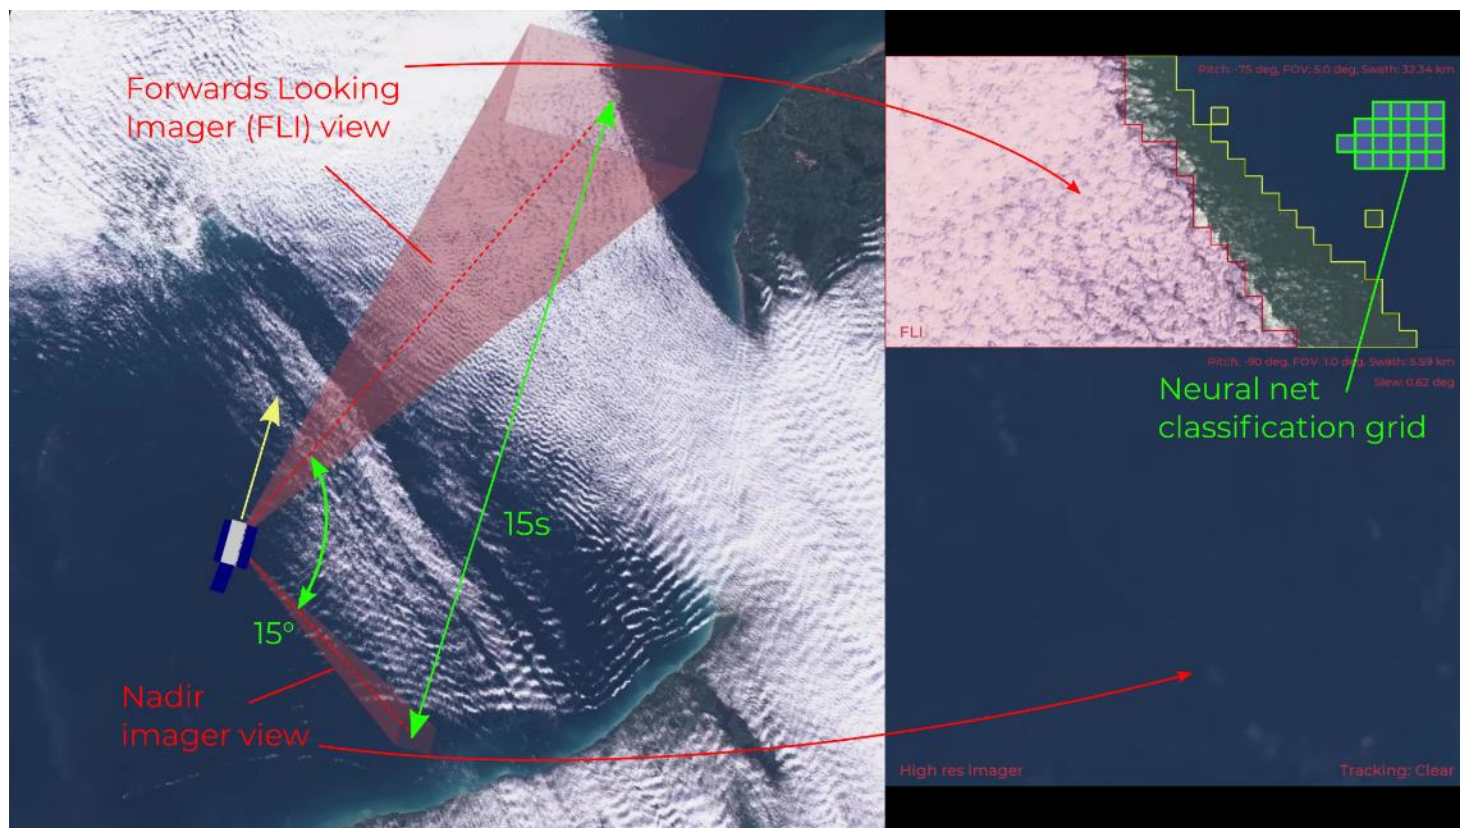 Forwards Looking
Imager (FLI) view
15s
15°
Nadir
imager view
Pitch: -75 deg, FOV: 5.0 deg, Swath: 32.34 km
FLI
Pitch: -90 deg, FOV: 1.0 deg, Swath: 5.59 km
Slew: 0.62 deg
Neural net
classification grid
High res imager
Tracking: Clear